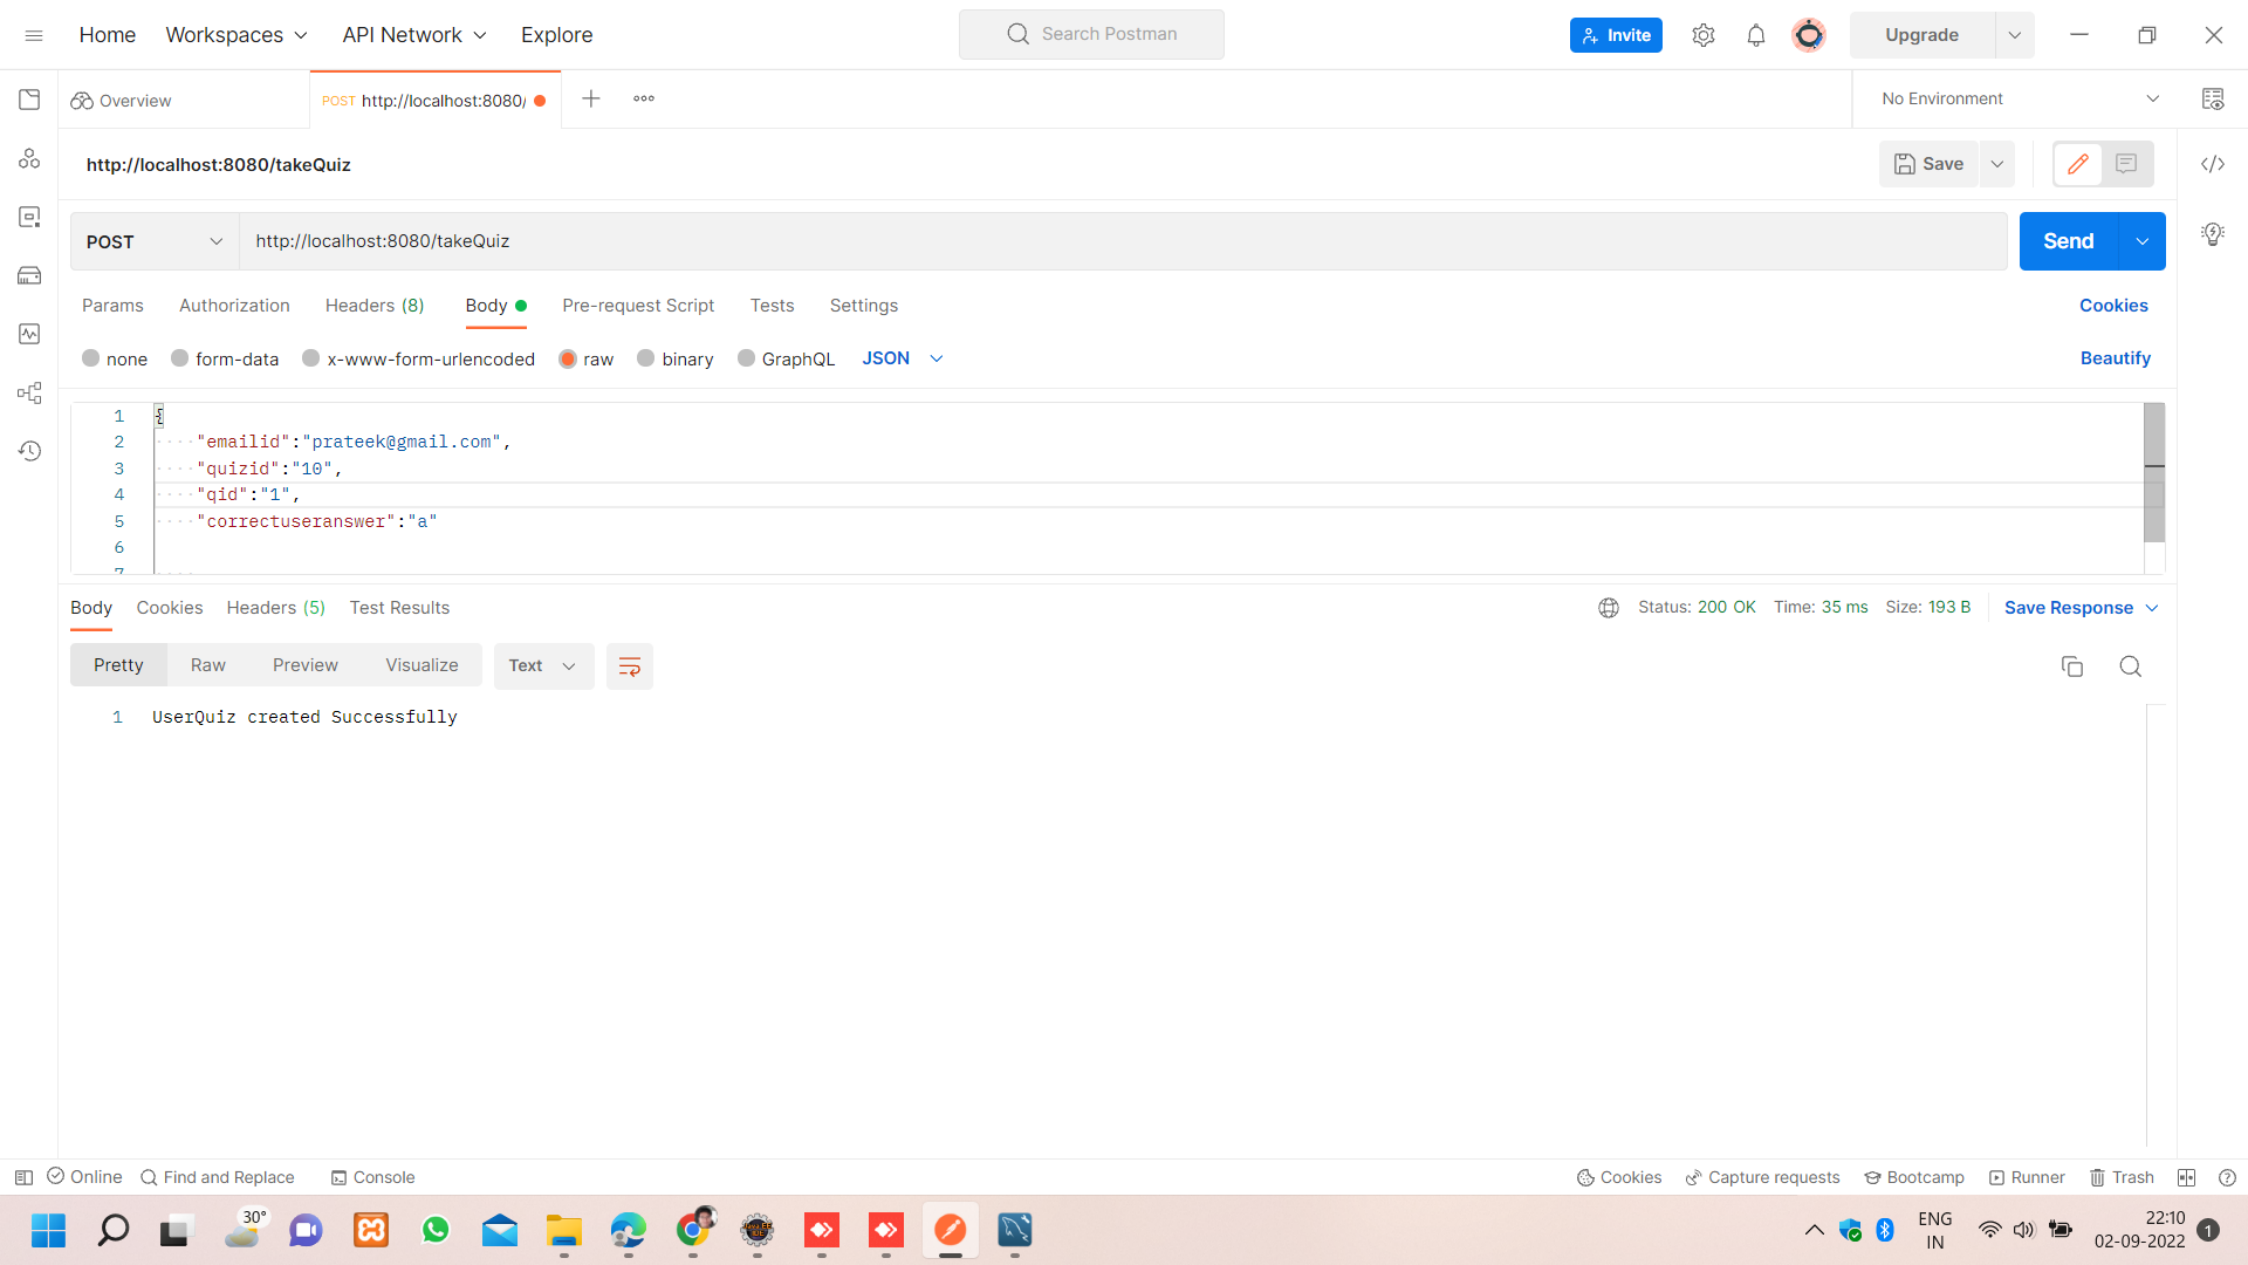 Home Workspaces API Network Explore Search Postman Invite Upgrade
Overview POST http://localhost:8080/ No Environment
http://localhost:8080/takeQuiz Save
POST http://localhost:8080/takeQuiz Send
Params Authorization Headers (8) Body Pre-request Script Tests Settings Cookies
none form-data x-www-form-urlencoded raw binary GraphQL JSON Beautify
1 {
2 "emailid":"prateek@gmail.com",
3 "quizid":"10",
4 "qid":"1",
5 "correctuseranswer":"a"
6
7
Body Cookies Headers (5) Test Results Status: 200 OK Time: 35 ms Size: 193 B Save Response
Pretty Raw Preview Visualize Text
1 UserQuiz created Successfully
Online Find and Replace Console Cookies Capture requests Bootcamp Runner Trash
30° ENG 22:10
IN 02-09-2022 1